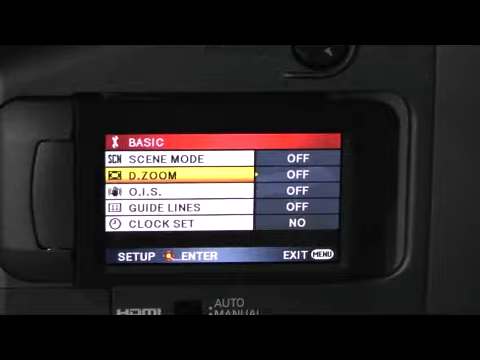 BASIC
SCN SCENE MODE OFF
D.ZOOM OFF
O.I.S. OFF
GUIDE LINES OFF
CLOCK SET NO
SETUP ENTER EXIT MENU
HDMI AUTO
MANUAL